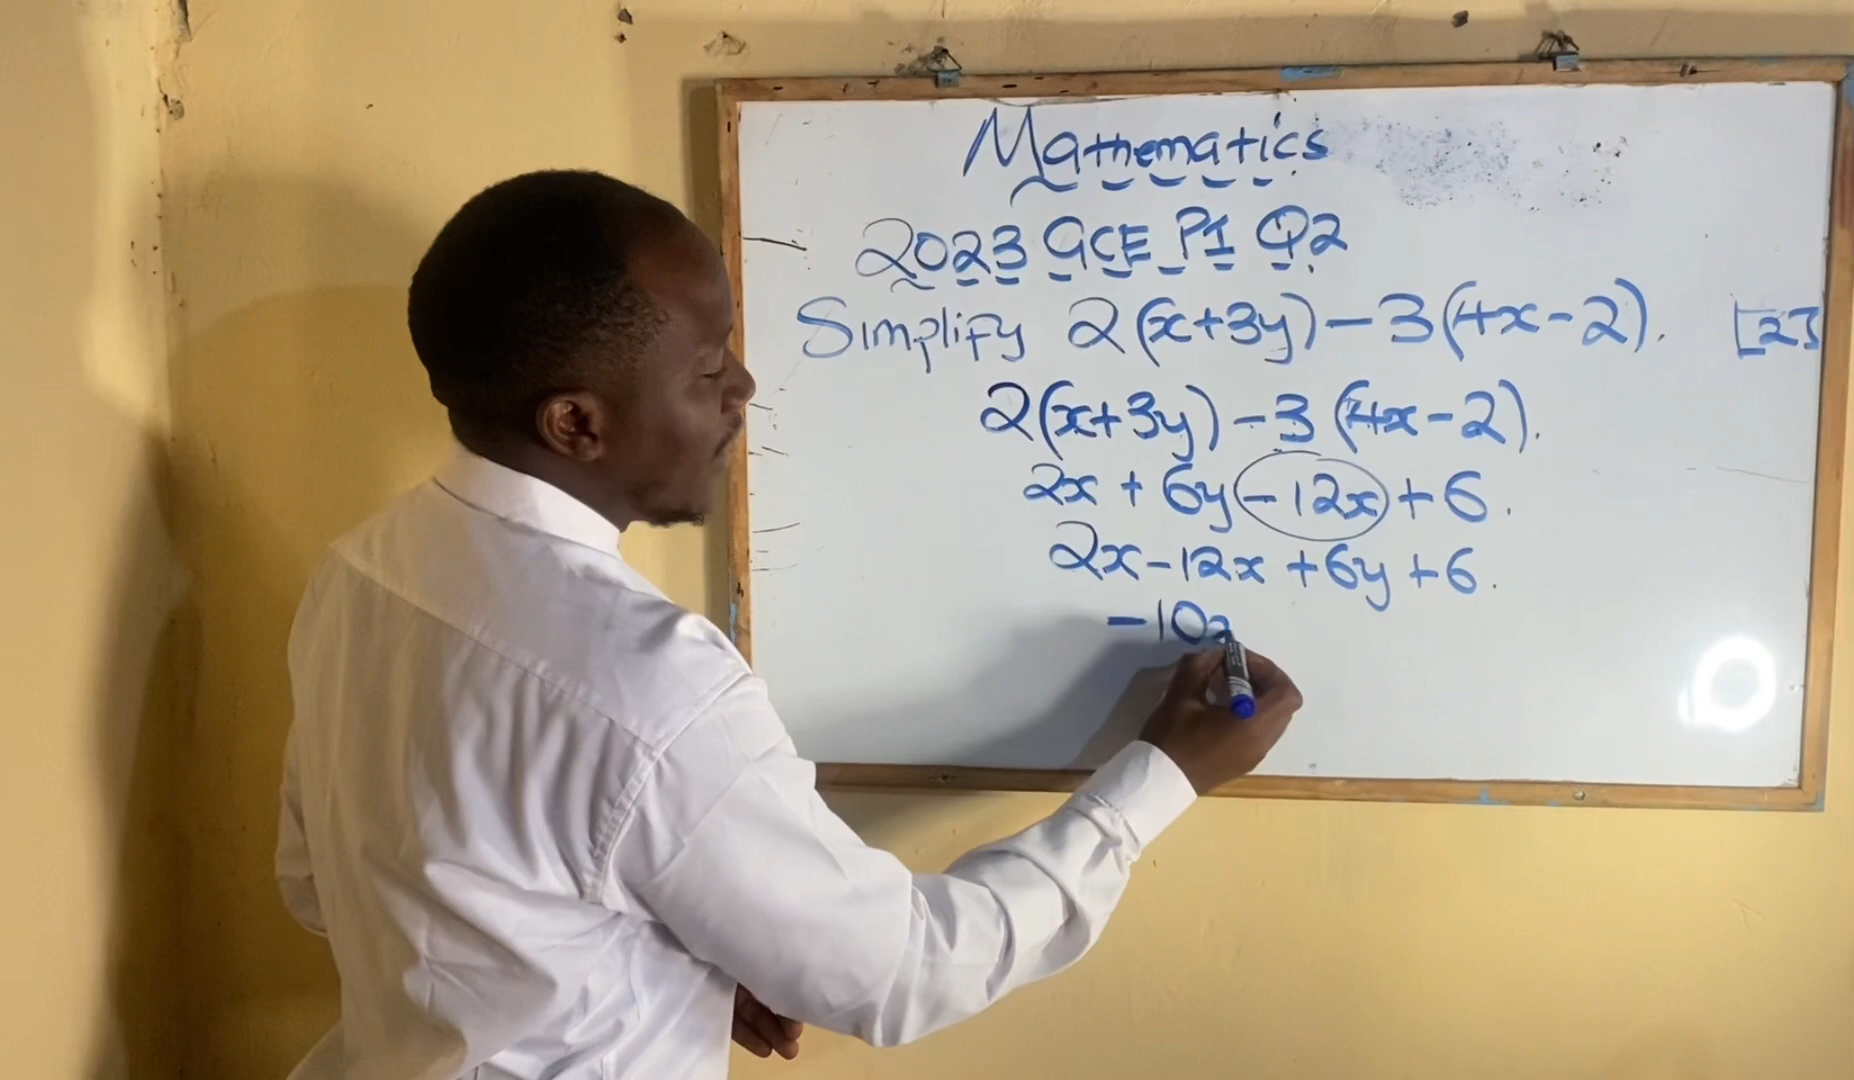 Mathematics
2023 GCE P1 Q2
Simplify 2(x+3y)-3(4x-2). [2]
2(x+3y)-3(4x-2).
2x + 6y -12x + 6.
2x-12x +6y +6.
-10x